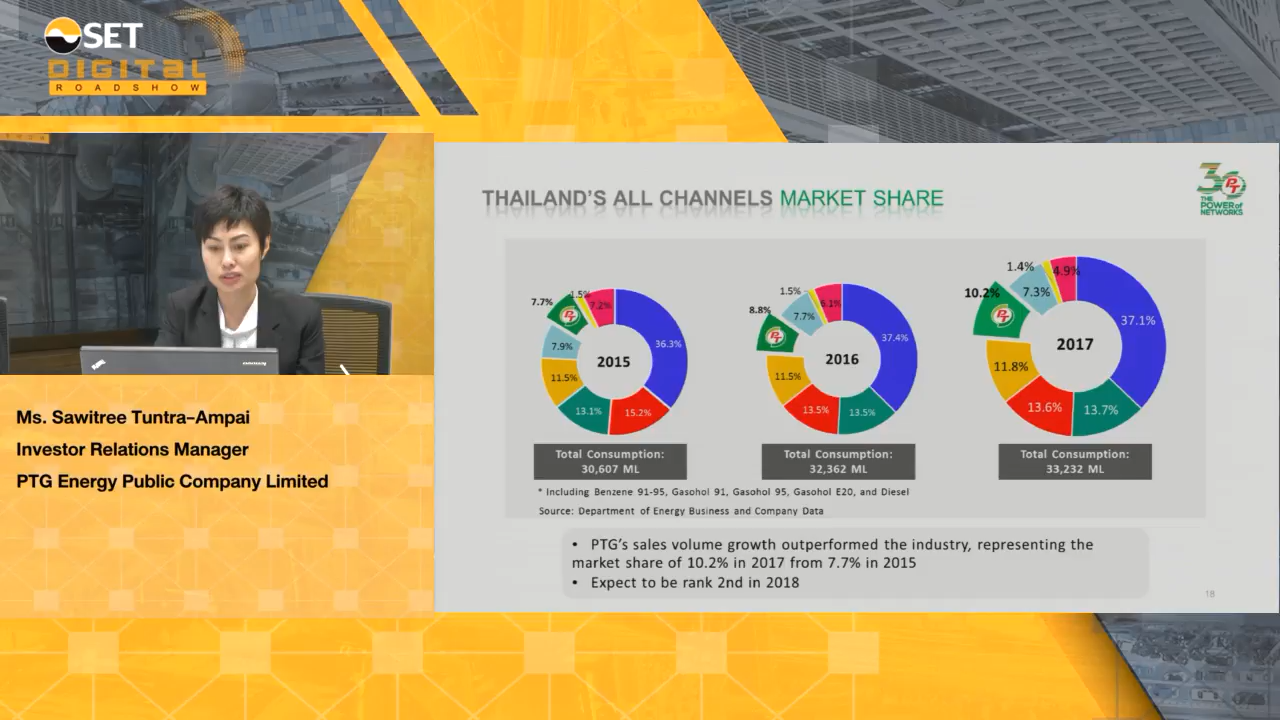 SET
DIGITAL
ROADSHOW
Ms. Sawitree Tuntra-Ampai
Investor Relations Manager
PTG Energy Public Company Limited
THAILAND'S ALL CHANNELS MARKET SHARE
30
PT
THE
POWER of
NETWORKS
7.7%
1.5%
7.2%
PT
7.9%
2015
36.3%
11.5%
13.1%
15.2%
Total Consumption:
30,607 ML
1.5%
6.1%
8.8%
7.7%
PT
2016
37.4%
11.5%
13.5%
13.5%
Total Consumption:
32,362 ML
1.4%
4.9%
10.2%
7.3%
PT
2017
37.1%
11.8%
13.6%
13.7%
Total Consumption:
33,232 ML
* Including Benzene 91-95, Gasohol 91, Gasohol 95, Gasohol E20, and Diesel
Source: Department of Energy Business and Company Data
• PTG's sales volume growth outperformed the industry, representing the
market share of 10.2% in 2017 from 7.7% in 2015
• Expect to be rank 2nd in 2018
18